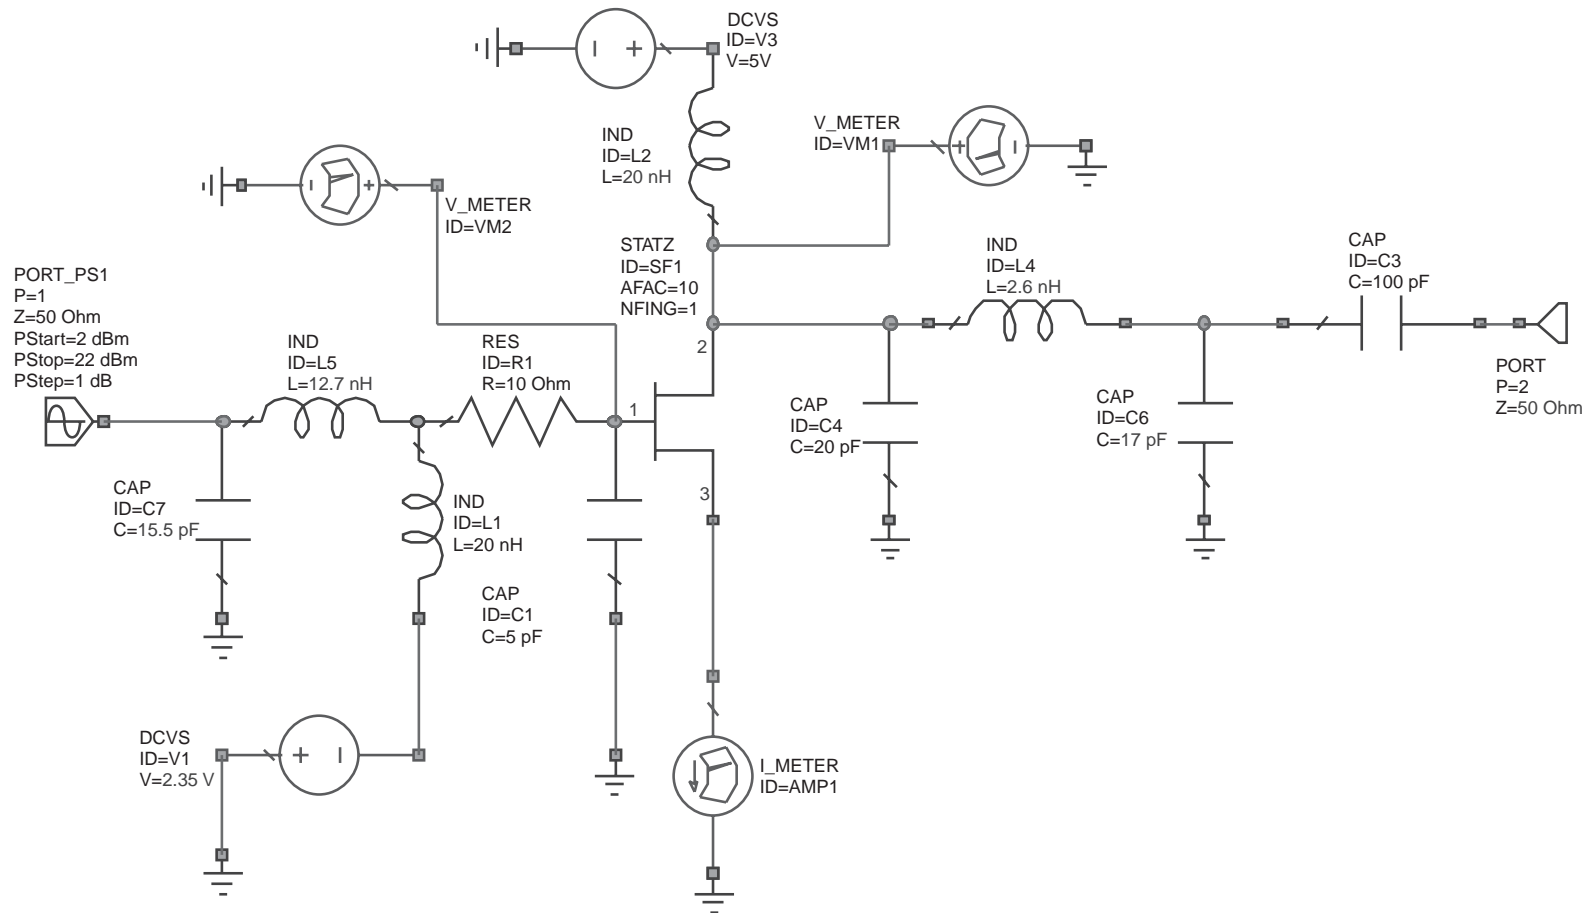 DCVS
ID=V3
V=5V
IND
ID=L2
L=20 nH
V_METER
ID=VM1
V_METER
ID=VM2
STATZ
ID=SF1
AFAC=10
NFING=1
IND
ID=L4
L=2.6 nH
CAP
ID=C3
C=100 pF
PORT_PS1
P=1
Z=50 Ohm
PStart=2 dBm
PStop=22 dBm
PStep=1 dB
IND
ID=L5
L=12.7 nH
RES
ID=R1
R=10 Ohm
2
1
3
PORT
P=2
Z=50 Ohm
CAP
ID=C4
C=20 pF
CAP
ID=C6
C=17 pF
CAP
ID=C7
C=15.5 pF
IND
ID=L1
L=20 nH
CAP
ID=C1
C=5 pF
DCVS
ID=V1
V=2.35 V
I_METER
ID=AMP1